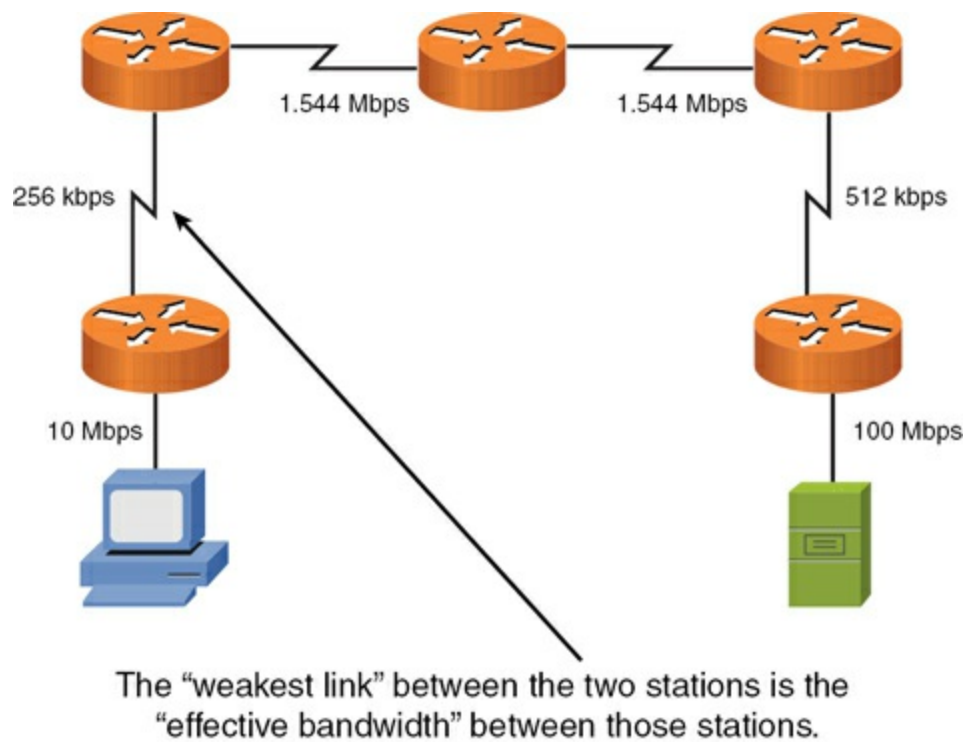 1.544 Mbps
1.544 Mbps
256 kbps
512 kbps
10 Mbps
100 Mbps
The “weakest link” between the two stations is the
“effective bandwidth” between those stations.